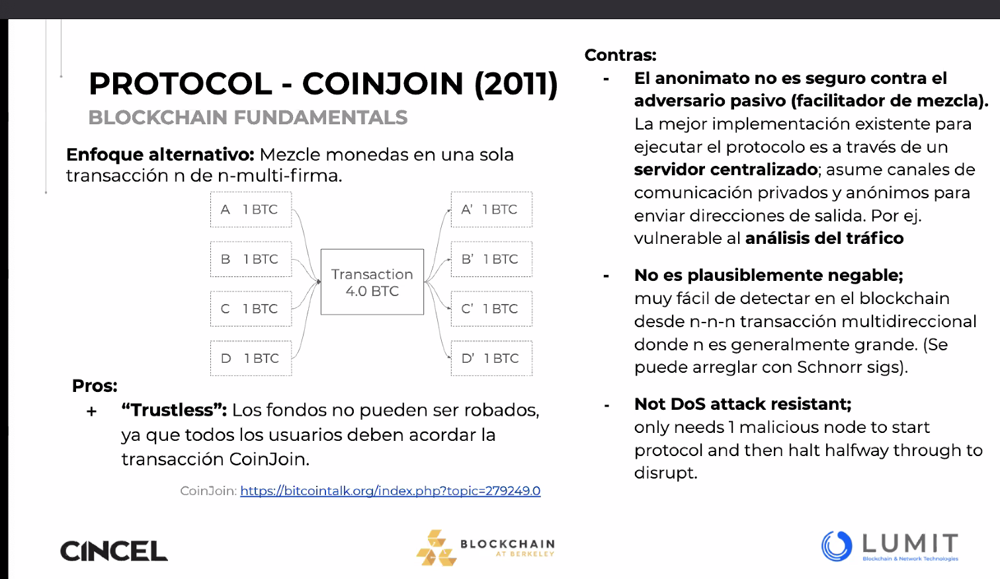 PROTOCOL - COINJOIN (2011)
BLOCKCHAIN FUNDAMENTALS
Enfoque alternativo: Mezcle monedas en una sola
transacción n de n-multi-firma.
A 1 BTC
B 1 BTC
C 1 BTC
D 1 BTC
Transaction
4.0 BTC
A' 1 BTC
B' 1 BTC
C' 1 BTC
D' 1 BTC
Pros:
+ “Trustless”: Los fondos no pueden ser robados,
ya que todos los usuarios deben acordar la
transacción CoinJoin.
CoinJoin: https://bitcointalk.org/index.php?topic=279249.0
Contras:
- El anonimato no es seguro contra el
adversario pasivo (facilitador de mezcla).
La mejor implementación existente para
ejecutar el protocolo es a través de un
servidor centralizado; asume canales de
comunicación privados y anónimos para
enviar direcciones de salida. Por ej.
vulnerable al análisis del tráfico
- No es plausiblemente negable;
muy fácil de detectar en el blockchain
desde n-n-n transacción multidireccional
donde n es generalmente grande. (Se
puede arreglar con Schnorr sigs).
- Not DoS attack resistant;
only needs 1 malicious node to start
protocol and then halt halfway through to
disrupt.
CINCEL
BLOCKCHAIN
AT BERKELEY
LUMIT
Blockchain & Network Technologies